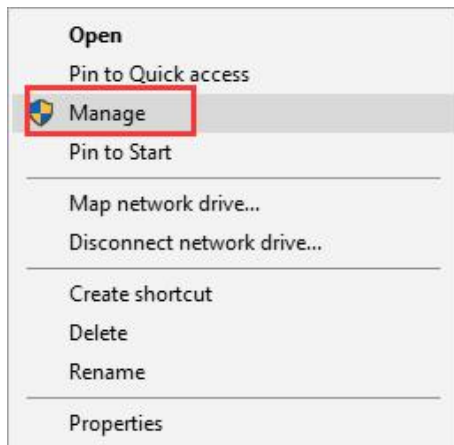 Open
Pin to Quick access
Manage
Pin to Start
Map network drive...
Disconnect network drive...
Create shortcut
Delete
Rename
Properties